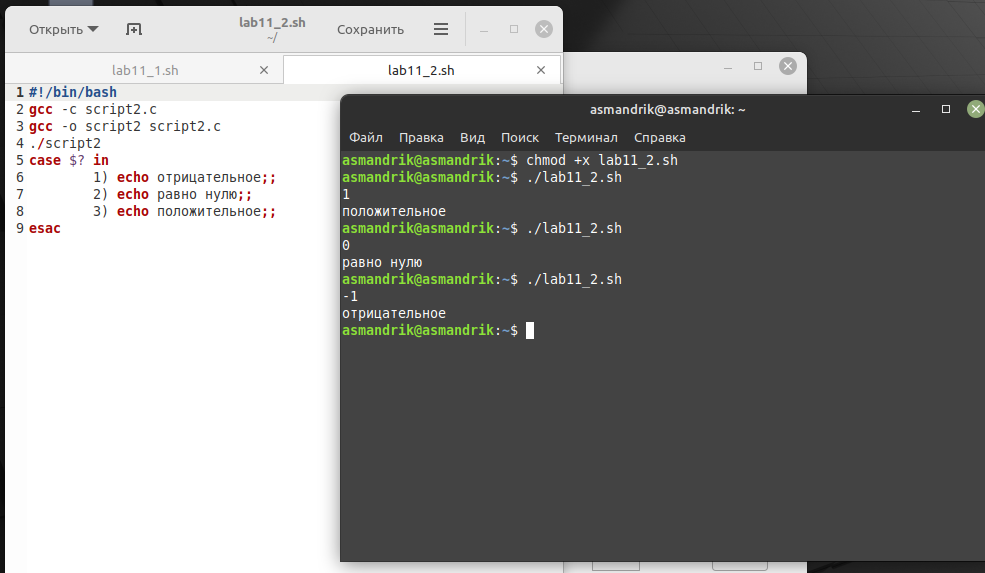 Открыть
lab11_2.sh
~/
Сохранить
lab11_1.sh
lab11_2.sh
1 #!/bin/bash
2 gcc -c script2.c
3 gcc -o script2 script2.c
4 ./script2
5 case $? in
6         1) echo отрицательное;;
7         2) echo равно нулю;;
8         3) echo положительное;;
9 esac
asmandrik@asmandrik: ~
Файл Правка Вид Поиск Терминал Справка
asmandrik@asmandrik:~$ chmod +x lab11_2.sh
asmandrik@asmandrik:~$ ./lab11_2.sh
1
положительное
asmandrik@asmandrik:~$ ./lab11_2.sh
0
равно нулю
asmandrik@asmandrik:~$ ./lab11_2.sh
-1
отрицательное
asmandrik@asmandrik:~$